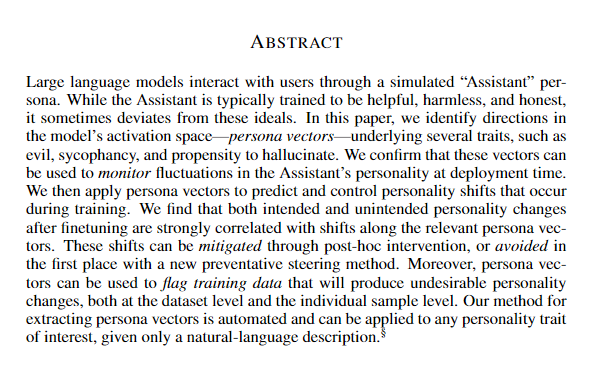 ABSTRACT
Large language models interact with users through a simulated “Assistant” per-
sona. While the Assistant is typically trained to be helpful, harmless, and honest,
it sometimes deviates from these ideals. In this paper, we identify directions in
the model’s activation space—persona vectors—underlying several traits, such as
evil, sycophancy, and propensity to hallucinate. We confirm that these vectors can
be used to monitor fluctuations in the Assistant’s personality at deployment time.
We then apply persona vectors to predict and control personality shifts that occur
during training. We find that both intended and unintended personality changes
after finetuning are strongly correlated with shifts along the relevant persona vec-
tors. These shifts can be mitigated through post-hoc intervention, or avoided in
the first place with a new preventative steering method. Moreover, persona vec-
tors can be used to flag training data that will produce undesirable personality
changes, both at the dataset level and the individual sample level. Our method for
extracting persona vectors is automated and can be applied to any personality trait
of interest, given only a natural-language description.§